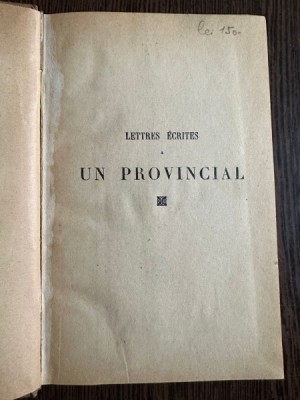 lei 150-
LETTRES ÉCRITES
A
UN PROVINCIAL